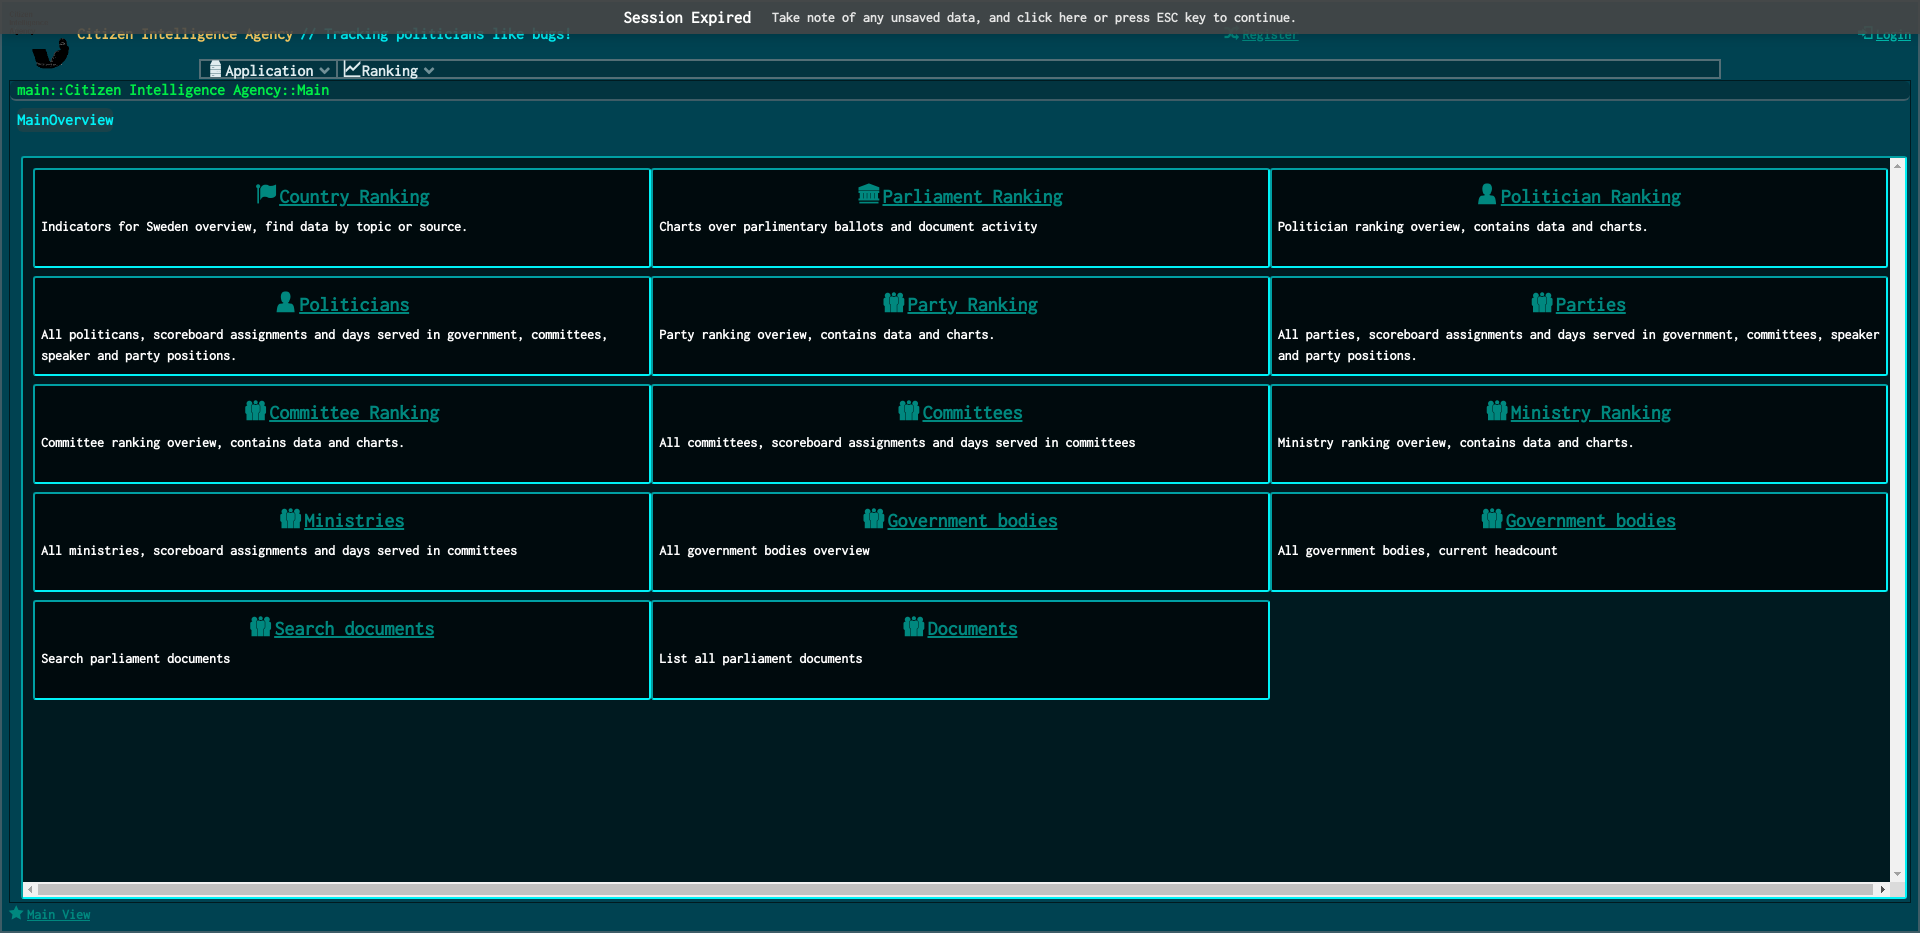 Session Expired Take note of any unsaved data, and click here or press ESC key to continue.
Citizen Intelligence Agency // Tracking politicians like bugs!
Register
Login
Application Ranking
main::Citizen Intelligence Agency::Main
MainOverview
Country Ranking
Indicators for Sweden overview, find data by topic or source.
Parliament Ranking
Charts over parlimentary ballots and document activity
Politician Ranking
Politician ranking overiew, contains data and charts.
Politicians
All politicans, scoreboard assignments and days served in government, committees,
speaker and party positions.
Party Ranking
Party ranking overiew, contains data and charts.
Parties
All parties, scoreboard assignments and days served in government, committees, speaker
and party positions.
Committee Ranking
Committee ranking overiew, contains data and charts.
Committees
All committees, scoreboard assignments and days served in committees
Ministry Ranking
Ministry ranking overiew, contains data and charts.
Ministries
All ministries, scoreboard assignments and days served in committees
Government bodies
All government bodies overview
Government bodies
All government bodies, current headcount
Search documents
Search parliament documents
Documents
List all parliament documents
Main View